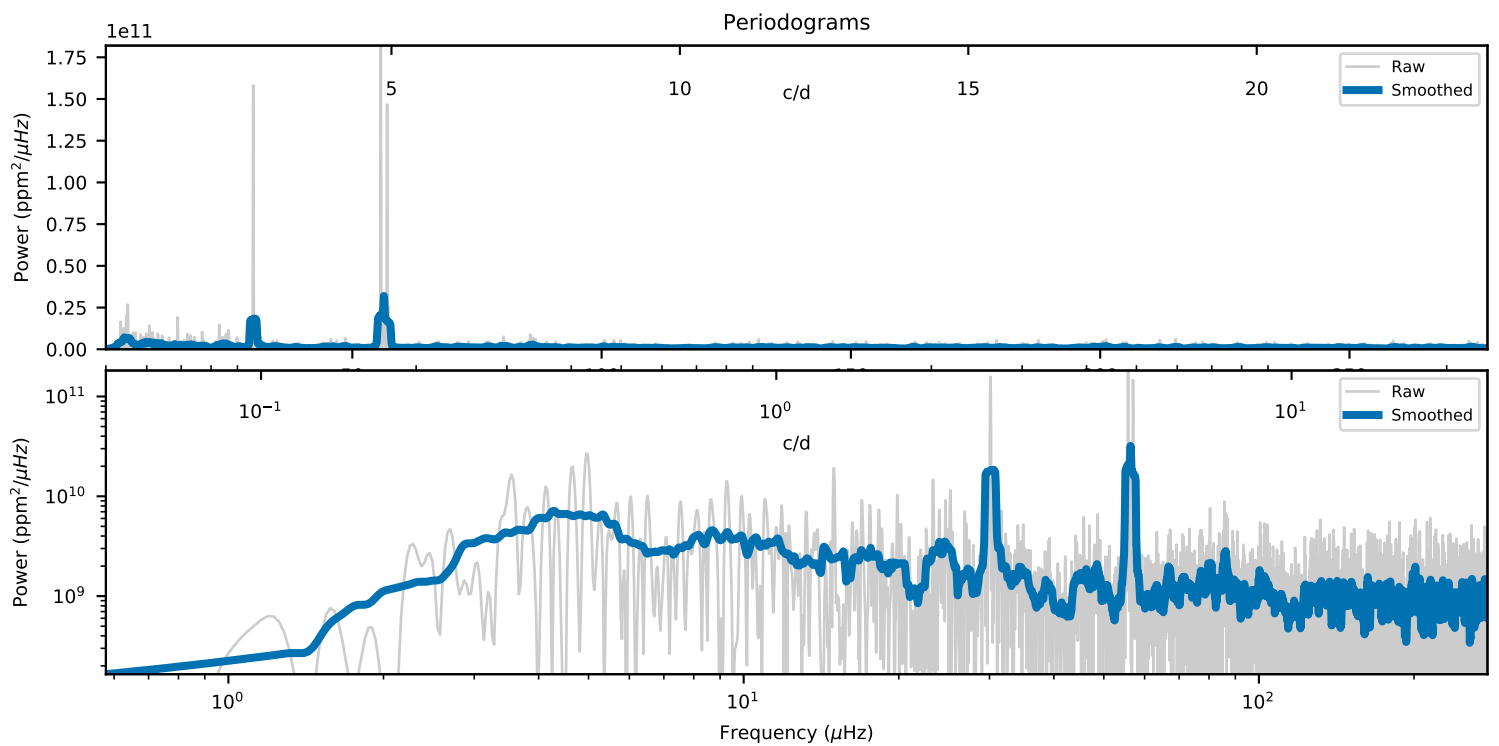 Periodograms
1e11
Power (ppm²/μHz)
1.75
1.50
1.25
1.00
0.75
0.50
0.25
0.00
5
10
15
20
c/d
Raw
Smoothed
Power (ppm²/μHz)
10¹¹
10¹⁰
10⁹
10⁻¹
10⁰
10¹
c/d
Raw
Smoothed
10⁰
10¹
10²
Frequency (μHz)